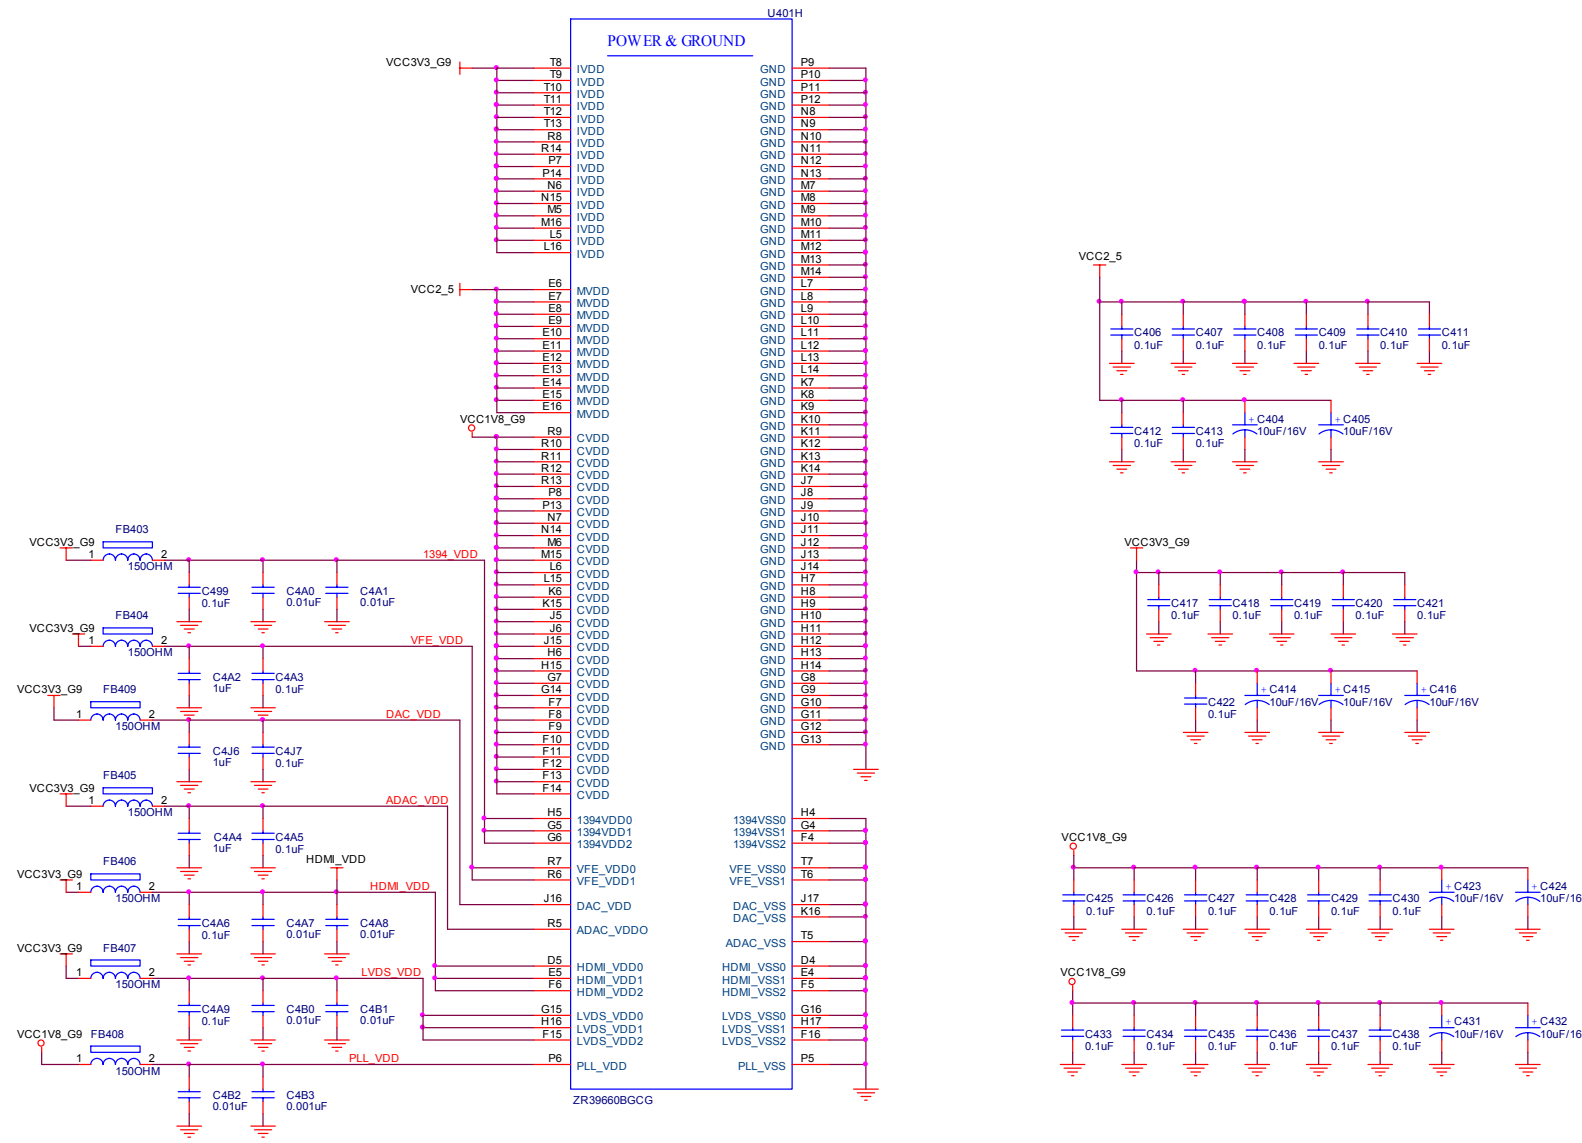 U401H
POWER & GROUND
VCC3V3_G9
T8 IVDD
T9 IVDD
T10 IVDD
T11 IVDD
T12 IVDD
T13 IVDD
R8 IVDD
R14 IVDD
P7 IVDD
P14 IVDD
N6 IVDD
N15 IVDD
M5 IVDD
M16 IVDD
L5 IVDD
L16 IVDD
VCC2_5
E6 MVDD
E7 MVDD
E8 MVDD
E9 MVDD
E10 MVDD
E11 MVDD
E12 MVDD
E13 MVDD
E14 MVDD
E15 MVDD
E16 MVDD
VCC1V8_G9
R9 CVDD
R10 CVDD
R11 CVDD
R12 CVDD
R13 CVDD
P8 CVDD
P13 CVDD
N7 CVDD
N14 CVDD
M6 CVDD
M15 CVDD
L6 CVDD
L15 CVDD
K6 CVDD
K15 CVDD
J5 CVDD
J6 CVDD
J15 CVDD
H6 CVDD
H15 CVDD
G7 CVDD
G14 CVDD
F7 CVDD
F8 CVDD
F9 CVDD
F10 CVDD
F11 CVDD
F12 CVDD
F13 CVDD
F14 CVDD
H5 1394VDD0
G5 1394VDD1
G6 1394VDD2
R7 VFE_VDD0
R6 VFE_VDD1
J16 DAC_VDD
R5 ADAC_VDDO
D5 HDMI_VDD0
E5 HDMI_VDD1
F6 HDMI_VDD2
G15 LVDS_VDD0
H16 LVDS_VDD1
F15 LVDS_VDD2
P6 PLL_VDD
GND P9
GND P10
GND P11
GND P12
GND N8
GND N9
GND N10
GND N11
GND N12
GND N13
GND M7
GND M8
GND M9
GND M10
GND M11
GND M12
GND M13
GND M14
GND L7
GND L8
GND L9
GND L10
GND L11
GND L12
GND L13
GND L14
GND K7
GND K8
GND K9
GND K10
GND K11
GND K12
GND K13
GND K14
GND J7
GND J8
GND J9
GND J10
GND J11
GND J12
GND J13
GND J14
GND H7
GND H8
GND H9
GND H10
GND H11
GND H12
GND H13
GND H14
GND G8
GND G9
GND G10
GND G11
GND G12
GND G13
1394VSS0 H4
1394VSS1 G4
1394VSS2 F4
VFE_VSS0 T7
VFE_VSS1 T6
DAC_VSS J17
DAC_VSS K16
ADAC_VSS T5
HDMI_VSS0 D4
HDMI_VSS1 E4
HDMI_VSS2 F5
LVDS_VSS0 G16
LVDS_VSS1 H17
LVDS_VSS2 F16
PLL_VSS P5
ZR39660BGCG
FB403
VCC3V3_G9 1 2 1394_VDD
150OHM
C499 C4A0 C4A1
0.1uF 0.01uF 0.01uF
FB404
VCC3V3_G9 1 2 VFE_VDD
150OHM
C4A2 C4A3
1uF 0.1uF
FB409
VCC3V3_G9 1 2 DAC_VDD
150OHM
C4J6 C4J7
1uF 0.1uF
FB405
VCC3V3_G9 1 2 ADAC_VDD
150OHM
C4A4 C4A5
1uF 0.1uF
FB406 HDMI_VDD
VCC3V3_G9 1 2 HDMI_VDD
150OHM
C4A6 C4A7 C4A8
0.1uF 0.01uF 0.01uF
FB407
VCC3V3_G9 1 2 LVDS_VDD
150OHM
C4A9 C4B0 C4B1
0.1uF 0.01uF 0.01uF
VCC1V8_G9 FB408
1 2 PLL_VDD
150OHM
C4B2 C4B3
0.01uF 0.001uF
VCC2_5
C406 C407 C408 C409 C410 C411
0.1uF 0.1uF 0.1uF 0.1uF 0.1uF 0.1uF
C412 C413 + C404 + C405
0.1uF 0.1uF 10uF/16V 10uF/16V
VCC3V3_G9
C417 C418 C419 C420 C421
0.1uF 0.1uF 0.1uF 0.1uF 0.1uF
C422 + C414 + C415 + C416
0.1uF 10uF/16V 10uF/16V 10uF/16V
VCC1V8_G9
C425 C426 C427 C428 C429 C430 + C423 + C424
0.1uF 0.1uF 0.1uF 0.1uF 0.1uF 0.1uF 10uF/16V 10uF/16
VCC1V8_G9
C433 C434 C435 C436 C437 C438 + C431 + C432
0.1uF 0.1uF 0.1uF 0.1uF 0.1uF 0.1uF 10uF/16V 10uF/16